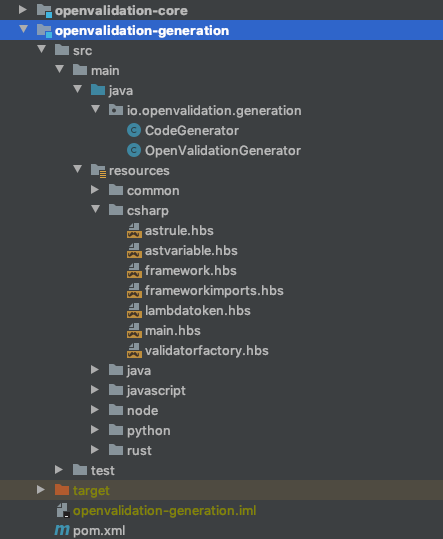 openvalidation-core
openvalidation-generation
src
main
java
io.openvalidation.generation
CodeGenerator
OpenValidationGenerator
resources
common
csharp
astrule.hbs
astvariable.hbs
framework.hbs
frameworkimports.hbs
lambdatoken.hbs
main.hbs
validatorfactory.hbs
java
javascript
node
python
rust
test
target
openvalidation-generation.iml
pom.xml